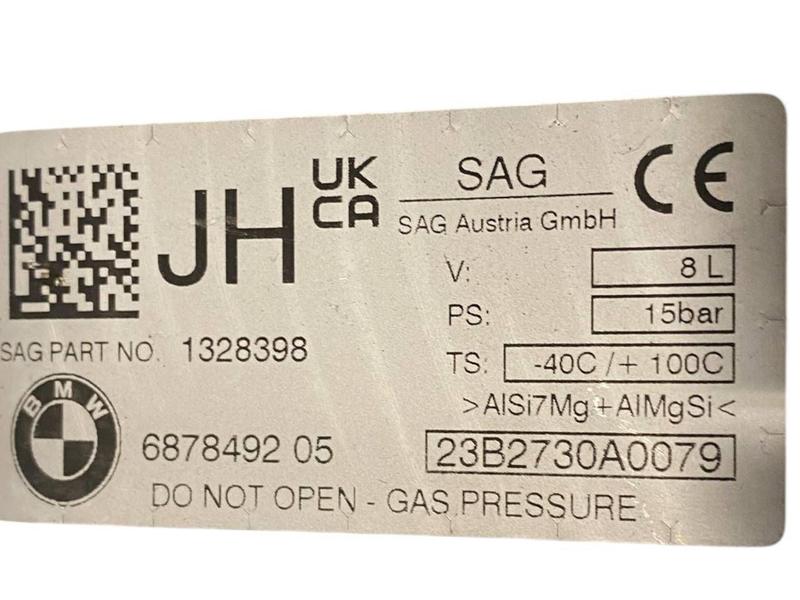 JH
UK
CA
SAG
SAG Austria GmbH
CE
V: 8 L
PS: 15bar
TS: -40C / + 100C
>AlSi7Mg + AlMgSi<
SAG PART NO. 1328398
BMW
6878492 05
23B2730A0079
DO NOT OPEN - GAS PRESSURE